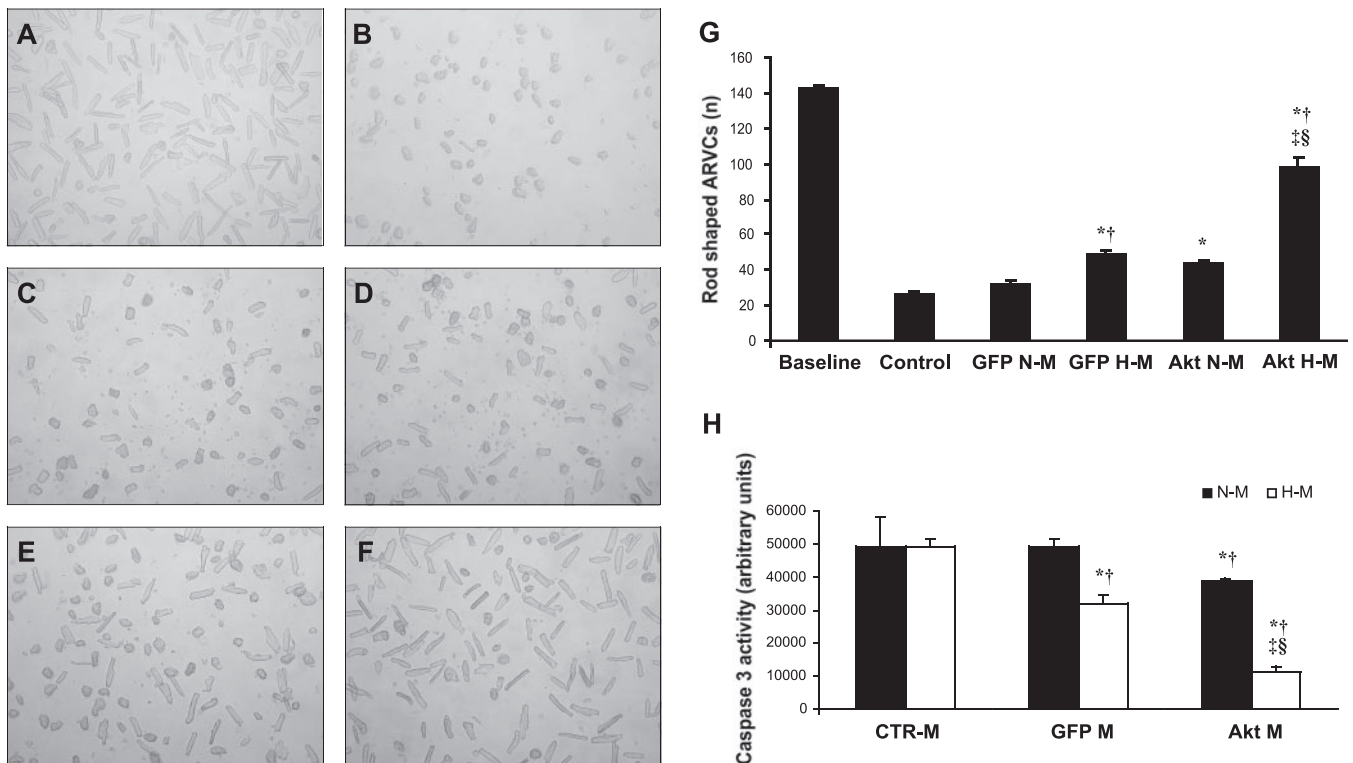 A
B
C
D
E
F
G
Rod shaped ARVCs (n)
160
140
120
100
80
60
40
20
0
*†
*
*†
‡§
Baseline Control GFP N-M GFP H-M Akt N-M Akt H-M
H
Caspase 3 activity (arbitrary units)
N-M H-M
60000
50000
40000
30000
20000
10000
0
*†
*†
*†
‡§
CTR-M GFP M Akt M